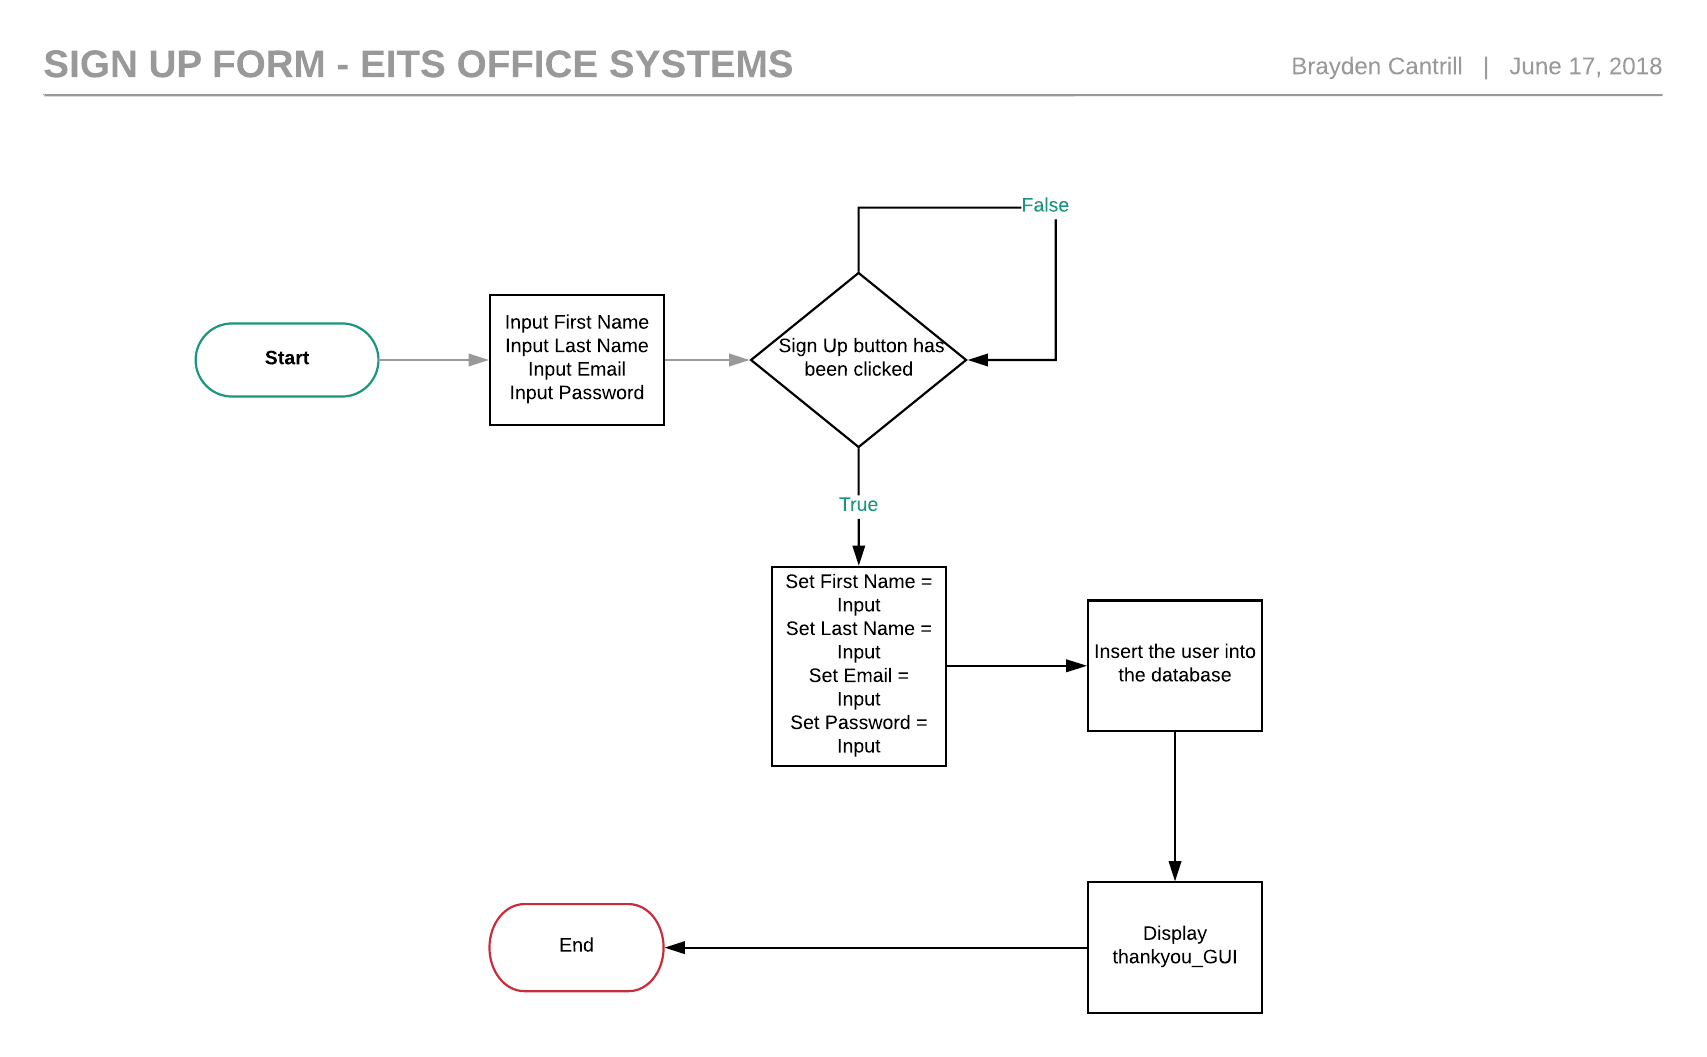 SIGN UP FORM - EITS OFFICE SYSTEMS
Brayden Cantrill | June 17, 2018
False
Start
Input First Name
Input Last Name
Input Email
Input Password
Sign Up button has
been clicked
True
Set First Name =
Input
Set Last Name =
Input
Set Email =
Input
Set Password =
Input
Insert the user into
the database
Display
thankyou_GUI
End